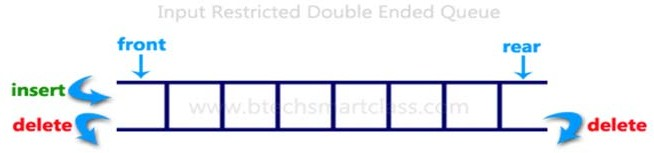 Input Restricted Double Ended Queue
front
rear
insert
www.btechsmartclass.com
delete
delete